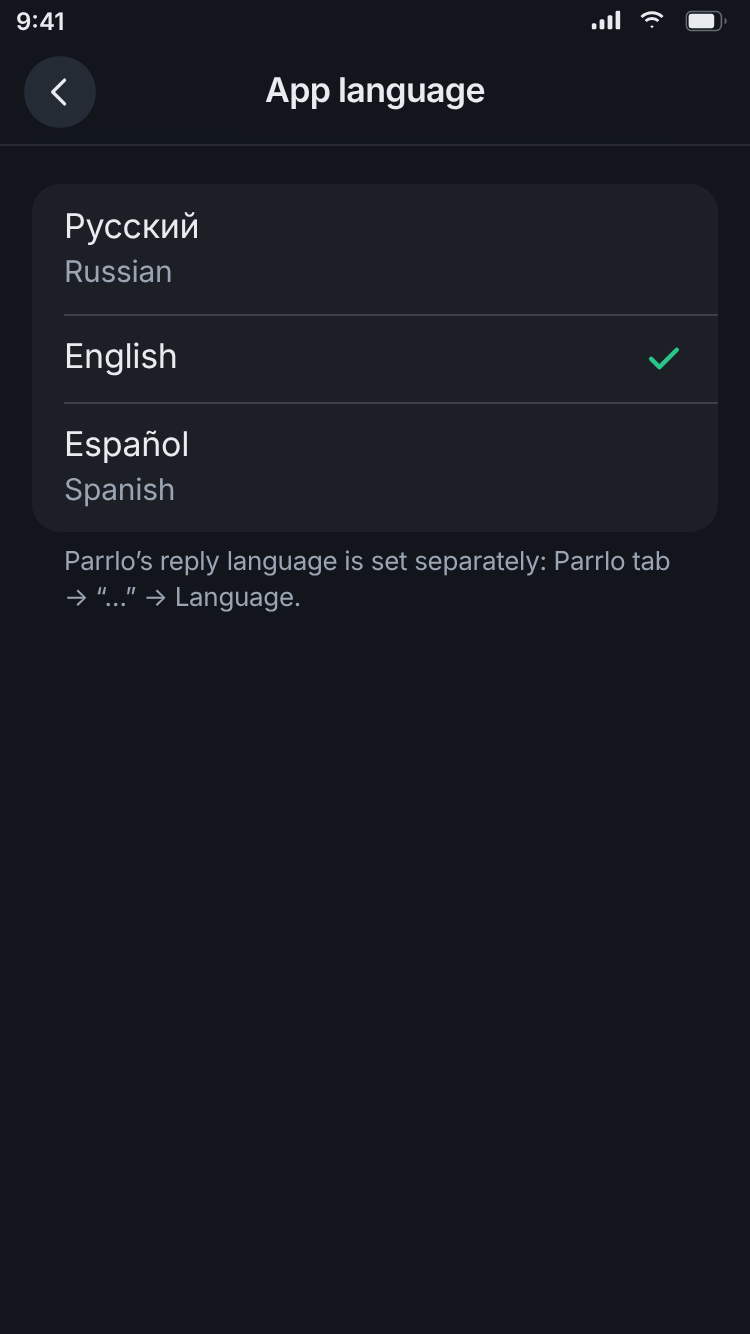 9:41
App language
Русский
Russian
English
Español
Spanish
Parrlo’s reply language is set separately: Parrlo tab
→ “…” → Language.